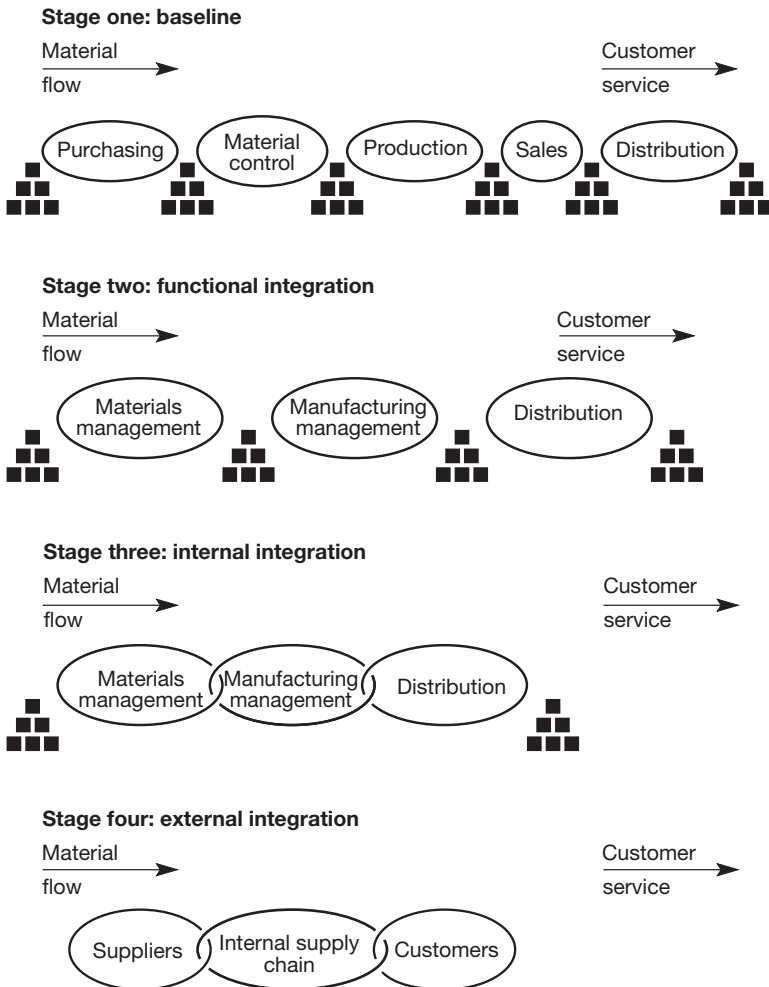 Stage one: baseline
Material
flow
Customer
service
Purchasing
Material
control
Production
Sales
Distribution
Stage two: functional integration
Material
flow
Customer
service
Materials
management
Manufacturing
management
Distribution
Stage three: internal integration
Material
flow
Customer
service
Materials
management
Manufacturing
management
Distribution
Stage four: external integration
Material
flow
Customer
service
Suppliers
Internal supply
chain
Customers